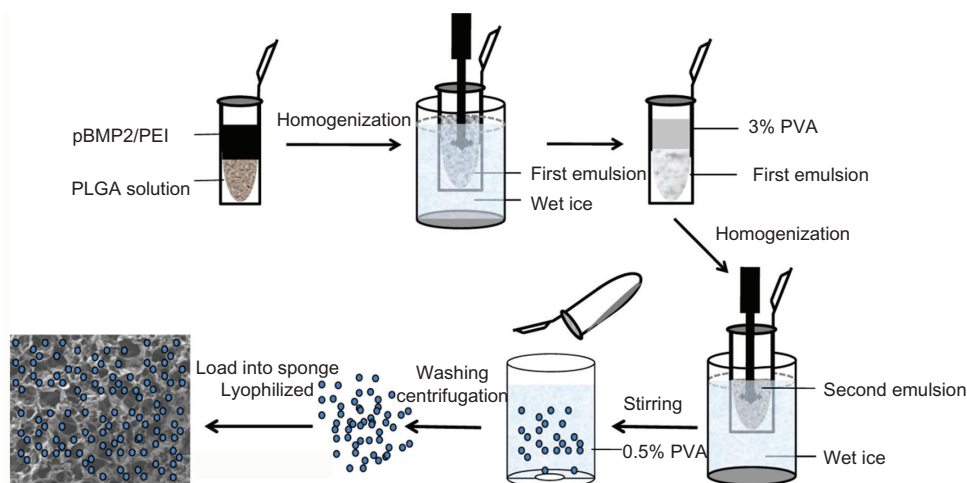 pBMP2/PEI
PLGA solution
Homogenization
First emulsion
Wet ice
3% PVA
First emulsion
Homogenization
Second emulsion
Wet ice
Stirring
0.5% PVA
Washing
centrifugation
Load into sponge
Lyophilized